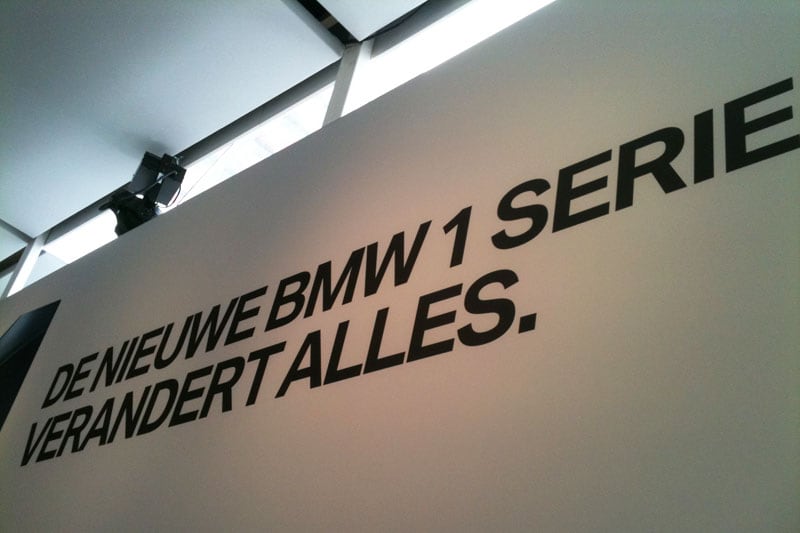 DE NIEUWE BMW 1 SERIE
VERANDERT ALLES.